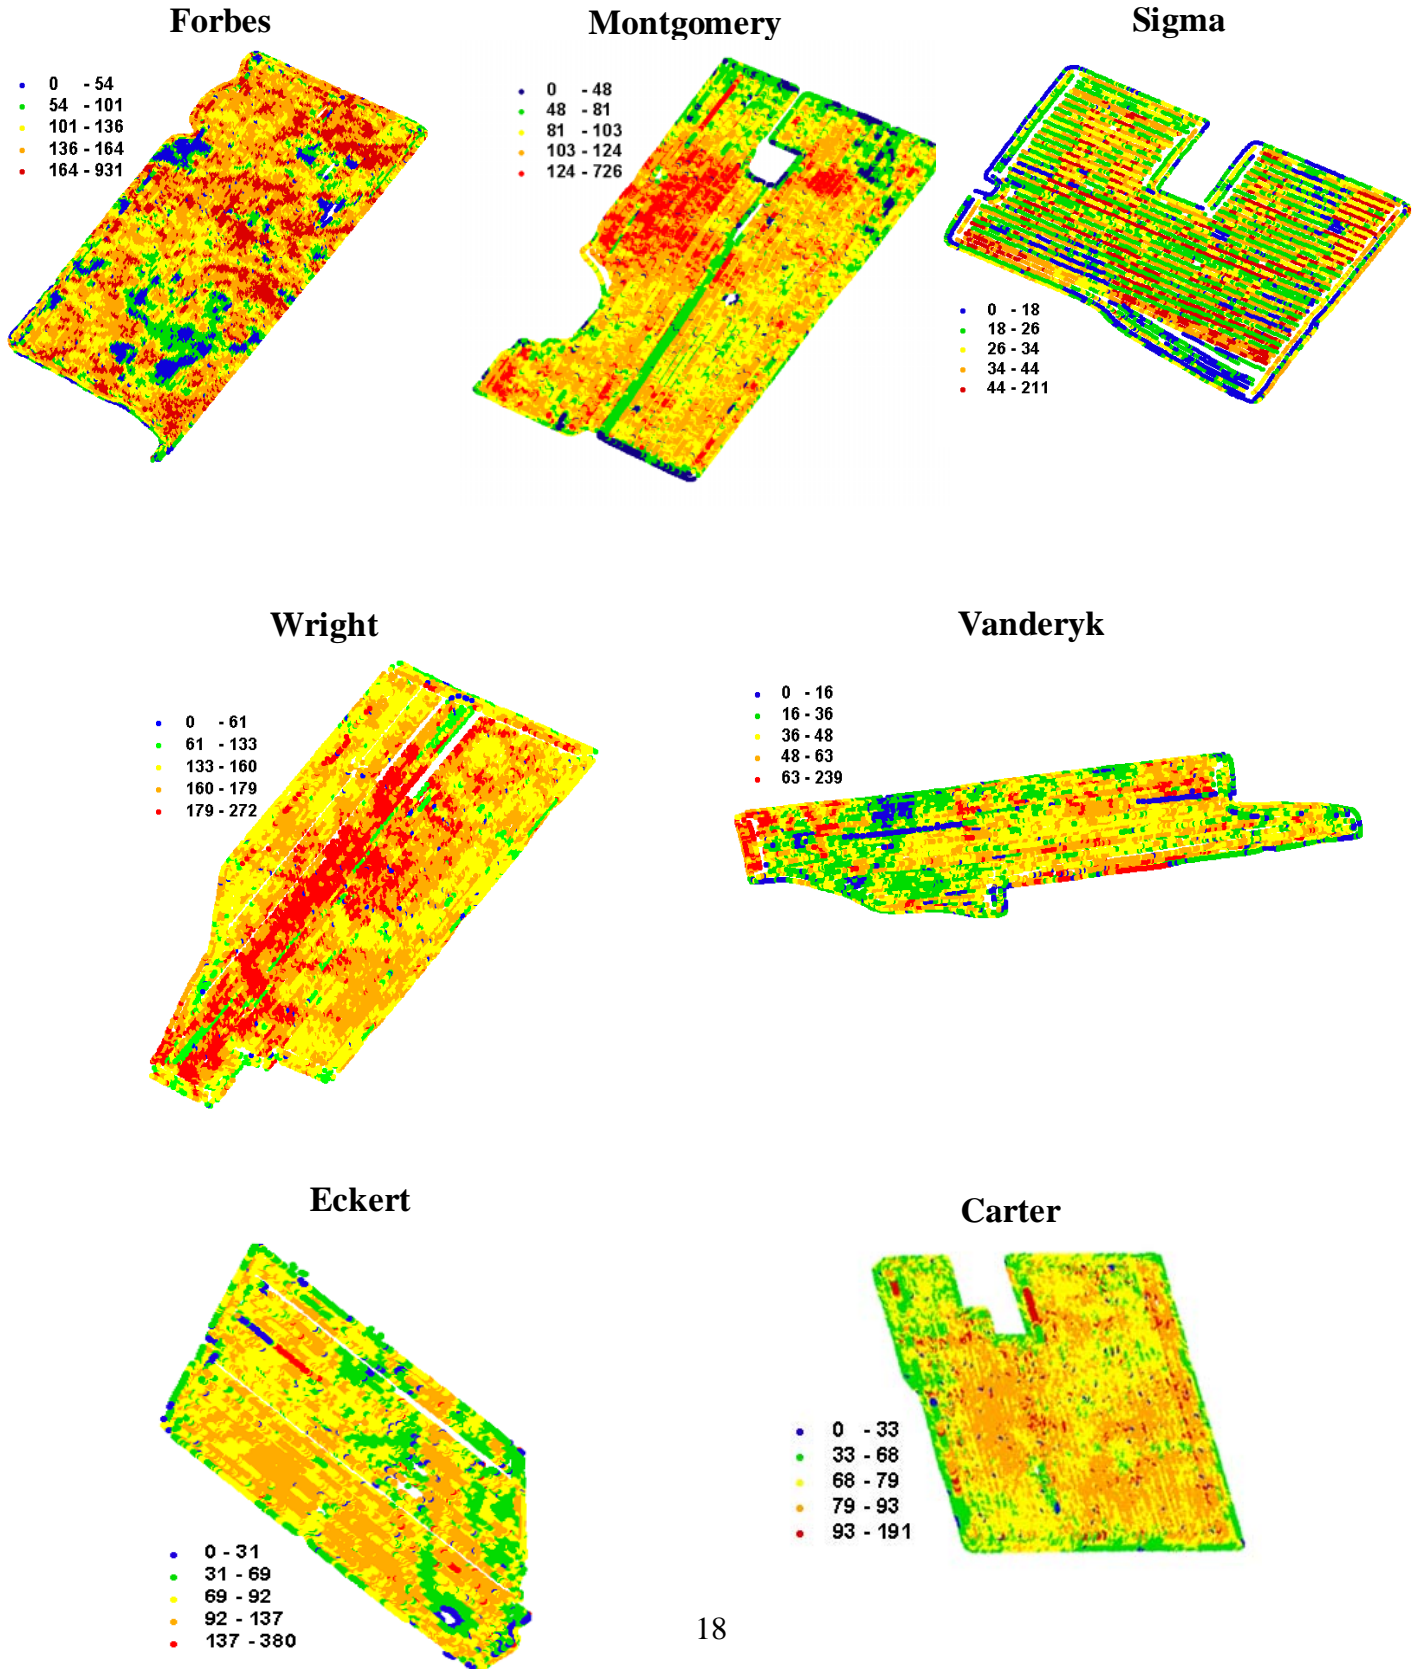 Forbes
0 - 54
54 - 101
101 - 136
136 - 164
164 - 931
Montgomery
0 - 48
48 - 81
81 - 103
103 - 124
124 - 726
Sigma
0 - 18
18 - 26
26 - 34
34 - 44
44 - 211
Wright
0 - 61
61 - 133
133 - 160
160 - 179
179 - 272
Vanderyk
0 - 16
16 - 36
36 - 48
48 - 63
63 - 239
Eckert
0 - 31
31 - 69
69 - 92
92 - 137
137 - 380
Carter
0 - 33
33 - 68
68 - 79
79 - 93
93 - 191
18